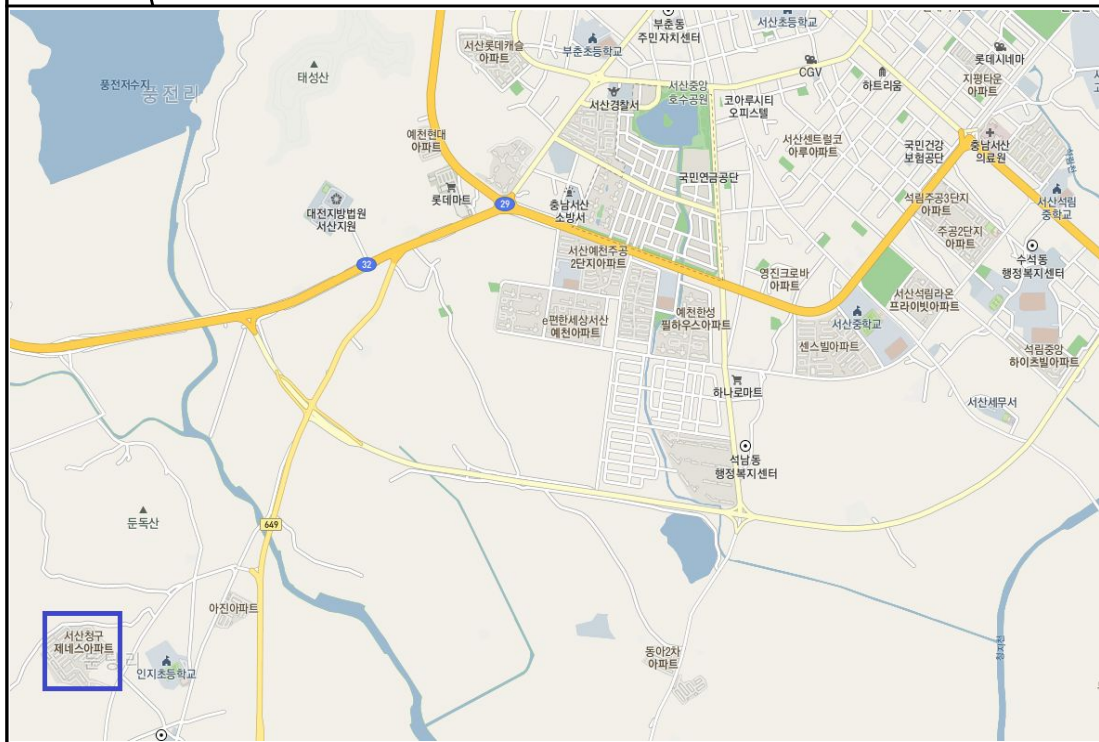 부춘동
주민자치센터
서산초등학교
서산롯데캐슬
아파트
부춘초등학교
롯데시네마
CGV
지평타운
아파트
하트리움
태성산
풍전저수지
풍전리
서산중앙
호수공원
서산경찰서
코아루시티
오피스텔
예천현대
아파트
서산센트럴코
아루아파트
국민건강
보험공단
충남서산
의료원
석림천
국민연금공단
롯데마트
대전지방법원
서산지원
29
충남서산
소방서
석림주공3단지
아파트
서산석림
중학교
주공2단지
아파트
수석동
행정복지센터
서산예천주공
2단지아파트
32
영진크로바
아파트
서산석림라온
프라이빗아파트
e편한세상서산
예천아파트
예천한성
필하우스아파트
서산중학교
센스빌아파트
석림중앙
하이츠빌아파트
하나로마트
서산세무서
석남동
행정복지센터
둔독산
649
아진아파트
서산청구
제네스아파트
둔당리
인지초등학교
동아2차
아파트
청지천